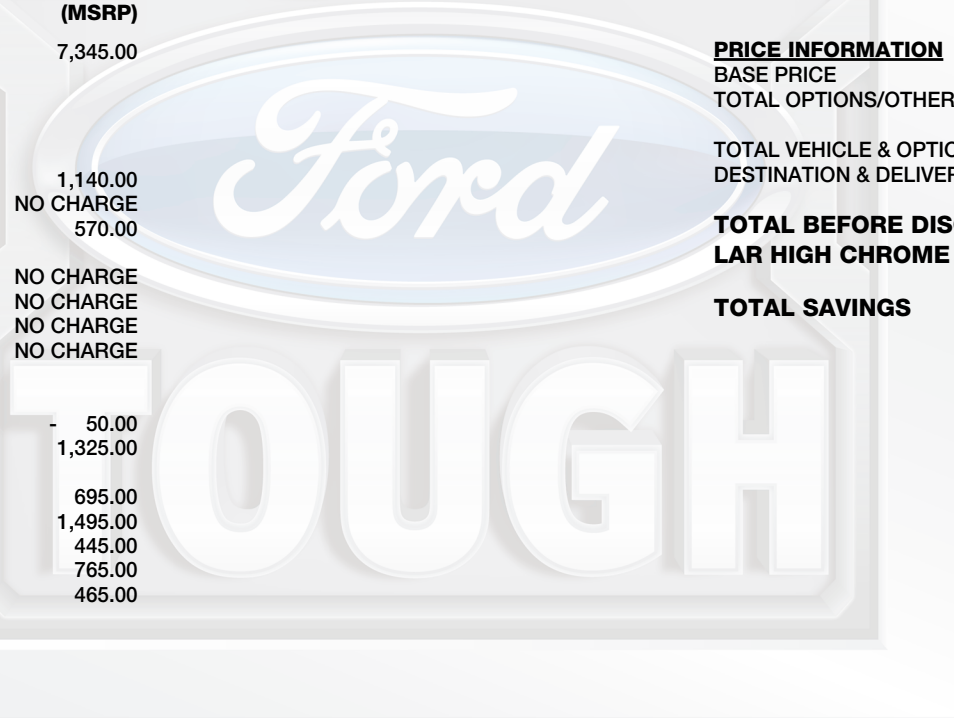 (MSRP)
7,345.00
1,140.00
NO CHARGE
570.00
NO CHARGE
NO CHARGE
NO CHARGE
NO CHARGE
- 50.00
1,325.00
695.00
1,495.00
445.00
765.00
465.00
PRICE INFORMATION
BASE PRICE
TOTAL OPTIONS/OTHER
TOTAL VEHICLE & OPTIO
DESTINATION & DELIVER
TOTAL BEFORE DIS
LAR HIGH CHROME
TOTAL SAVINGS
Ford
TOUGH